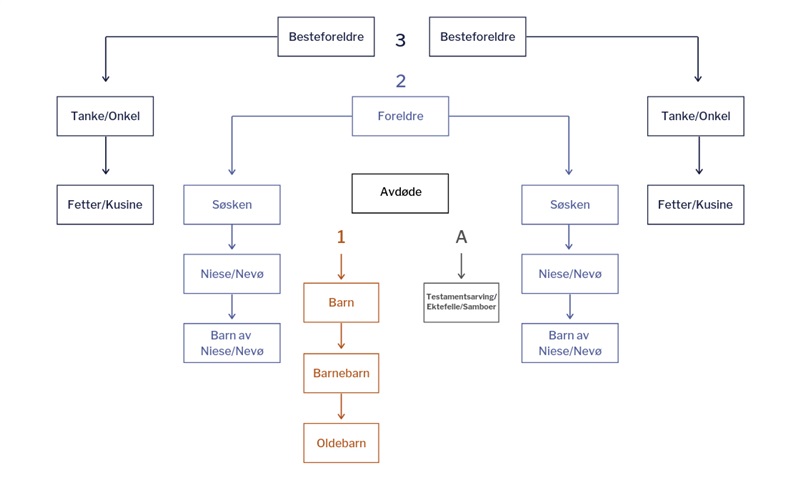 Besteforeldre
3
Besteforeldre
2
Tanke/Onkel
Foreldre
Tanke/Onkel
Fetter/Kusine
Søsken
Avdøde
Søsken
Fetter/Kusine
1
A
Niese/Nevø
Barn
Testamentsarving/
Ektefelle/Samboer
Niese/Nevø
Barn av
Niese/Nevø
Barnebarn
Barn av
Niese/Nevø
Oldebarn